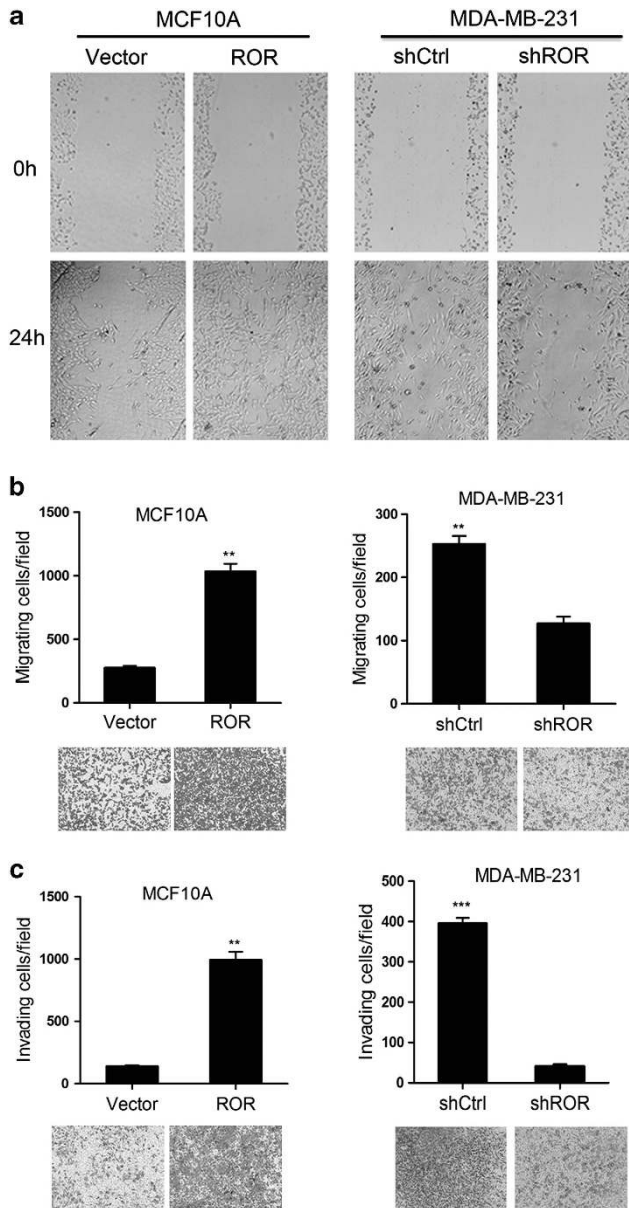 a
MCF10A
MDA-MB-231
Vector
ROR
shCtrl
shROR
0h
24h
b
MCF10A
Migrating cells/field
1500
1000
500
0
**
Vector
ROR
MDA-MB-231
Migrating cells/field
300
200
100
0
**
shCtrl
shROR
c
MCF10A
Invading cells/field
1500
1000
500
0
**
Vector
ROR
MDA-MB-231
Invading cells/field
500
400
300
200
100
0
***
shCtrl
shROR